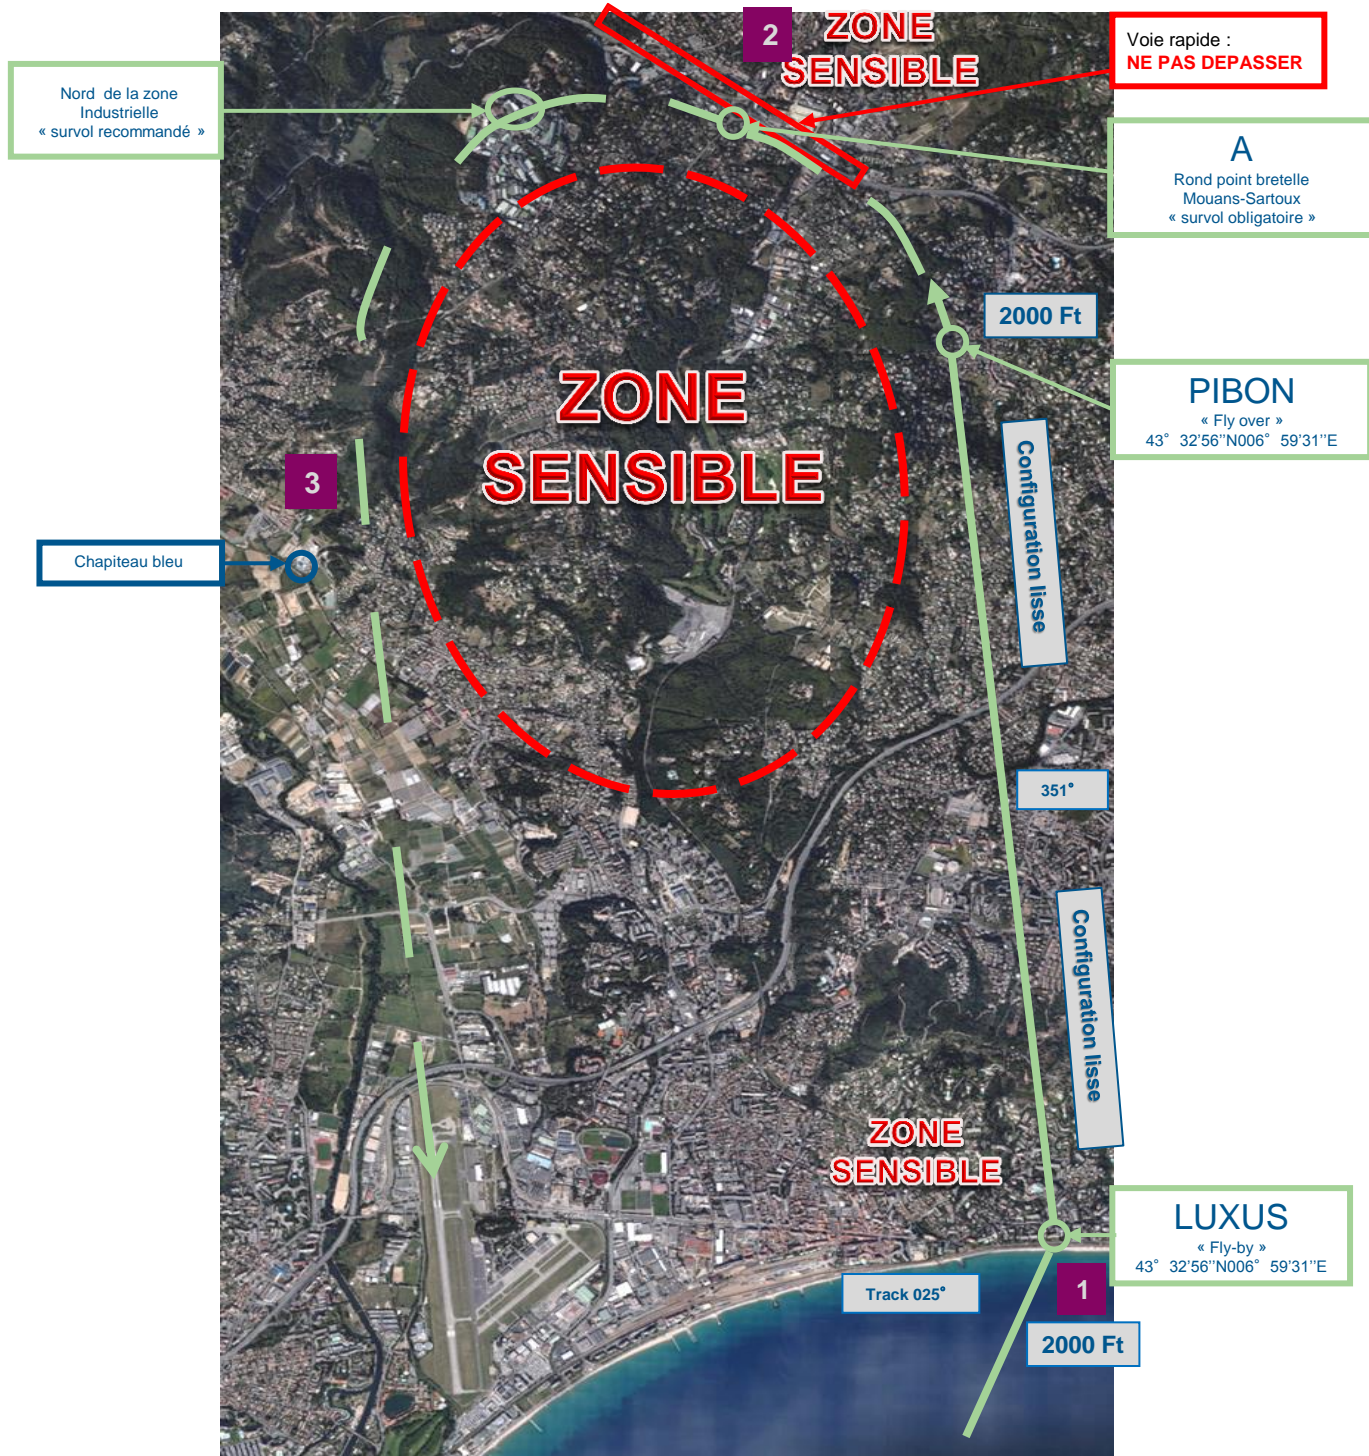 2
ZONE
SENSIBLE
Voie rapide :
NE PAS DEPASSER
Nord de la zone
Industrielle
« survol recommandé »
A
Rond point bretelle
Mouans-Sartoux
« survol obligatoire »
2000 Ft
PIBON
« Fly over »
43° 32'56’’N006° 59'31’’E
ZONE
SENSIBLE
Configuration lisse
3
Chapiteau bleu
351°
Configuration lisse
ZONE
SENSIBLE
LUXUS
« Fly-by »
43° 32'56’’N006° 59'31’’E
Track 025°
1
2000 Ft